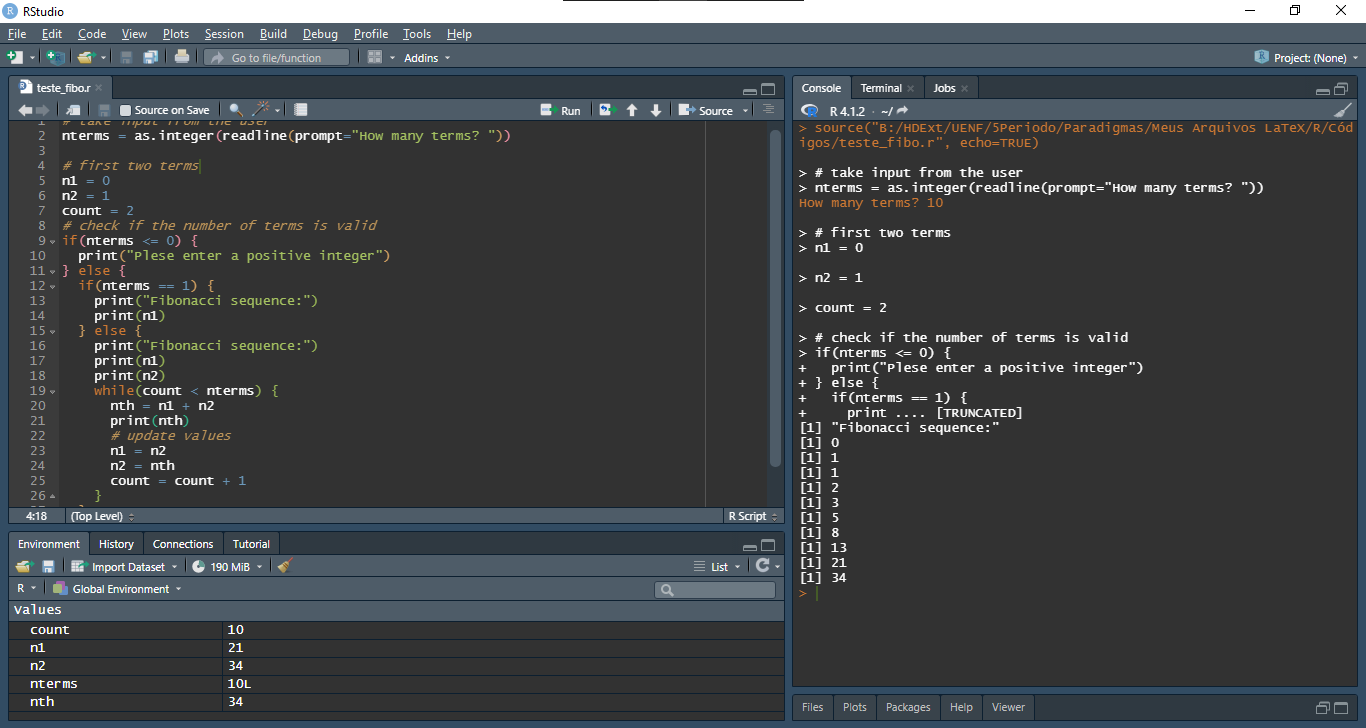 RStudio
File Edit Code View Plots Session Build Debug Profile Tools Help
Go to file/function Addins Project: (None)
teste_fibo.r
Source on Save Run Source
1 # take input from the user
2 nterms = as.integer(readline(prompt="How many terms? "))
3
4 # first two terms
5 n1 = 0
6 n2 = 1
7 count = 2
8 # check if the number of terms is valid
9 if(nterms <= 0) {
10 print("Plese enter a positive integer")
11 } else {
12 if(nterms == 1) {
13 print("Fibonacci sequence:")
14 print(n1)
15 } else {
16 print("Fibonacci sequence:")
17 print(n1)
18 print(n2)
19 while(count < nterms) {
20 nth = n1 + n2
21 print(nth)
22 # update values
23 n1 = n2
24 n2 = nth
25 count = count + 1
26 }
4:18 (Top Level) R Script
Environment History Connections Tutorial
Import Dataset 190 MiB List
R Global Environment
Values
count 10
n1 21
n2 34
nterms 10L
nth 34
Console Terminal Jobs
R 4.1.2 · ~/
> source("B:/HDExt/UENF/5Periodo/Paradigmas/Meus Arquivos LaTeX/R/Cód
igos/teste_fibo.r", echo=TRUE)
> # take input from the user
> nterms = as.integer(readline(prompt="How many terms? "))
How many terms? 10
> # first two terms
> n1 = 0
> n2 = 1
> count = 2
> # check if the number of terms is valid
> if(nterms <= 0) {
+ print("Plese enter a positive integer")
+ } else {
+ if(nterms == 1) {
+ print .... [TRUNCATED]
[1] "Fibonacci sequence:"
[1] 0
[1] 1
[1] 1
[1] 2
[1] 3
[1] 5
[1] 8
[1] 13
[1] 21
[1] 34
>
Files Plots Packages Help Viewer